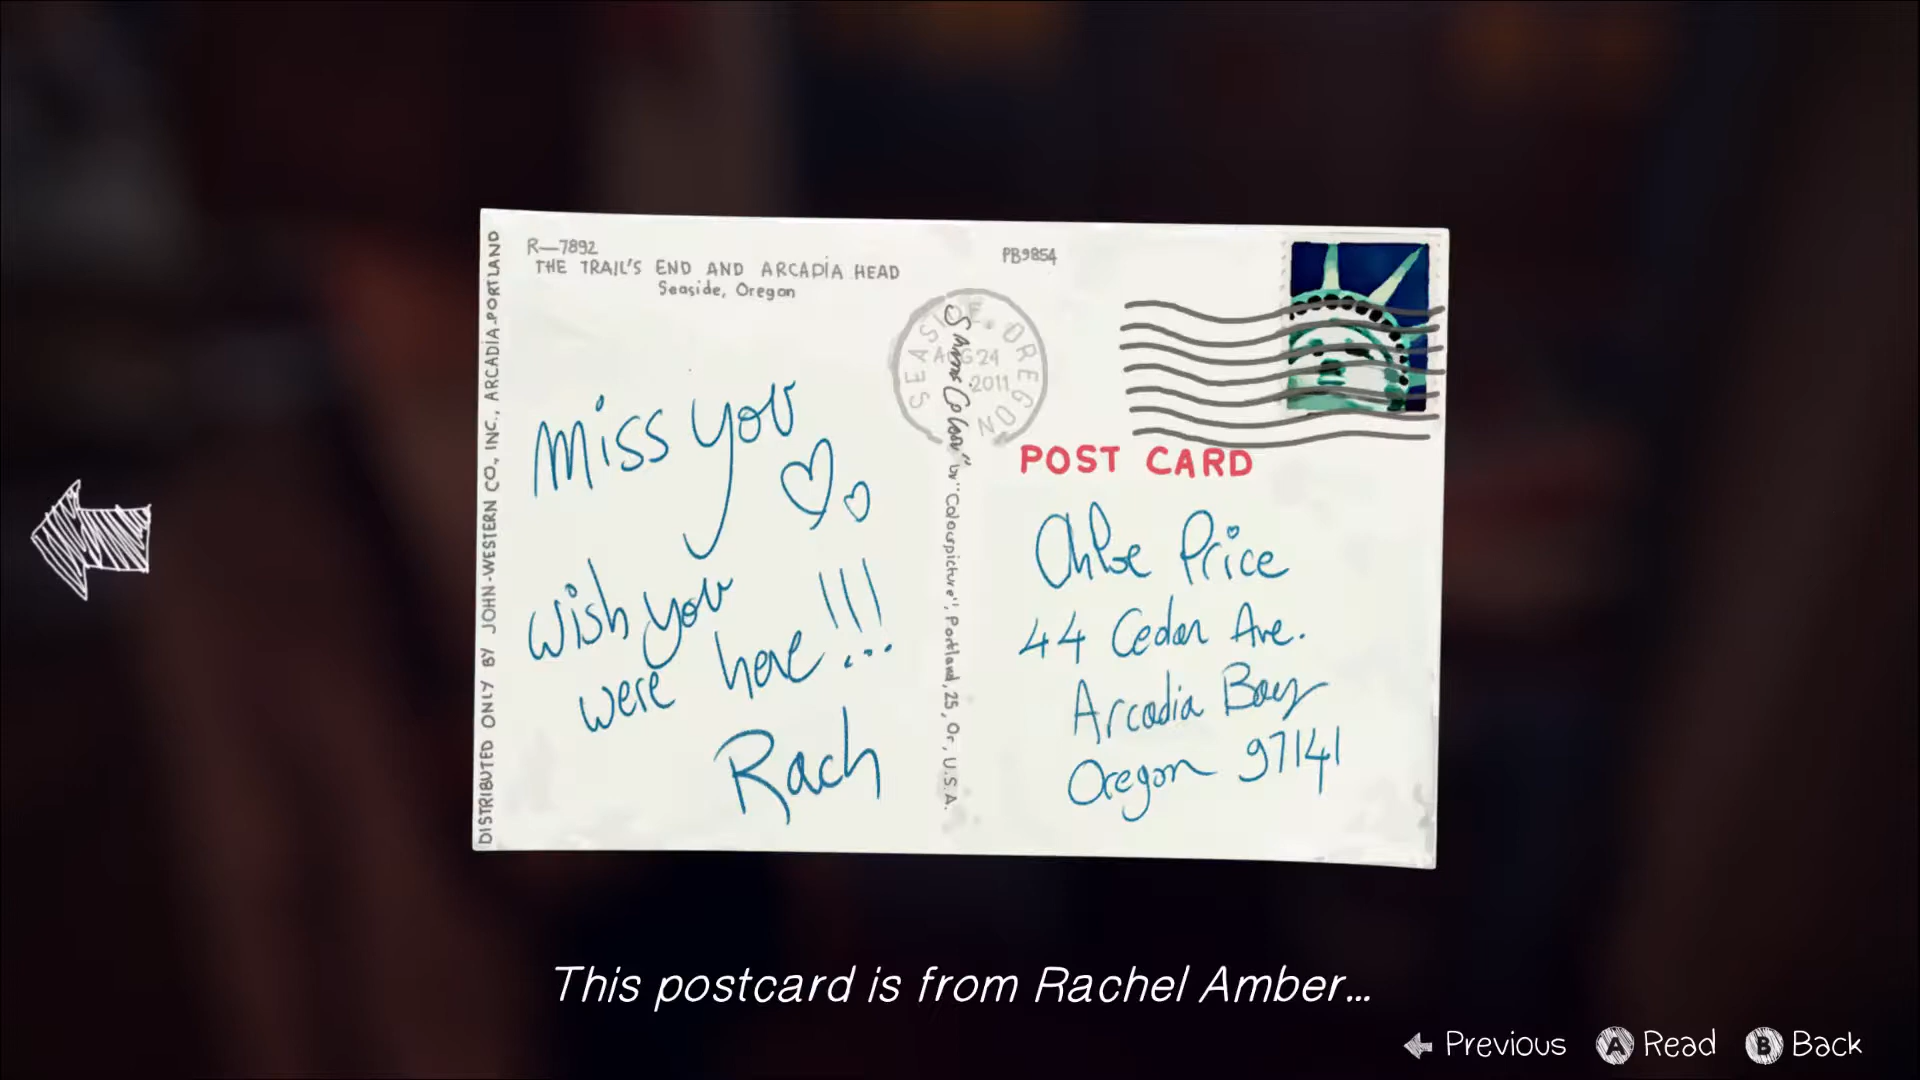 R—7892
THE TRAIL'S END AND ARCADIA HEAD
Seaside, Oregon
PB9854
DISTRIBUTED ONLY BY JOHN-WESTERN CO., INC., ARCADIA-PORTLAND
SEASIDE, OREGON
AUG 24
2011
by "Colourpicture", Portland, 25, Or., U.S.A.
POST CARD
Miss you
Wish you
were here!!!
Rach
Chloe Price
44 Cedar Ave.
Arcadia Bay
Oregon 97141
This postcard is from Rachel Amber...
Previous
A Read
B Back